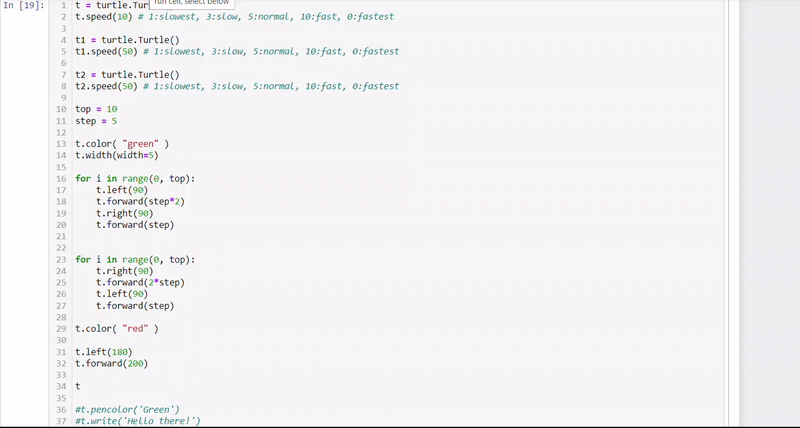 In [19]:
1 t = turtle.Tur
cell, select below
2 t.speed(10) # 1:slowest, 3:slow, 5:normal, 10:fast, 0:fastest
3
4 t1 = turtle.Turtle()
5 t1.speed(50) # 1:slowest, 3:slow, 5:normal, 10:fast, 0:fastest
6
7 t2 = turtle.Turtle()
8 t2.speed(50) # 1:slowest, 3:slow, 5:normal, 10:fast, 0:fastest
9
10 top = 10
11 step = 5
12
13 t.color( "green" )
14 t.width(width=5)
15
16 for i in range(0, top):
17 t.left(90)
18 t.forward(step*2)
19 t.right(90)
20 t.forward(step)
21
22
23 for i in range(0, top):
24 t.right(90)
25 t.forward(2*step)
26 t.left(90)
27 t.forward(step)
28
29 t.color( "red" )
30
31 t.left(180)
32 t.forward(200)
33
34 t
35
36 #t.pencolor('Green')
37 #t.write('Hello there!')